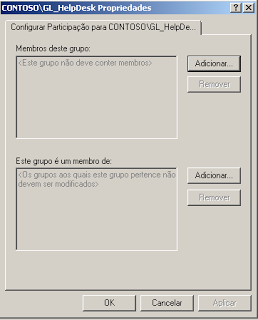 CONTOSO\GL_HelpDesk Propriedades
Configurar Participação para CONTOSO\GL_HelpDe...
Membros deste grupo:
<Este grupo não deve conter membros>
Adicionar...
Remover
Este grupo é um membro de:
<Os grupos aos quais este grupo pertence não
devem ser modificados>
Adicionar...
Remover
OK
Cancelar
Aplicar